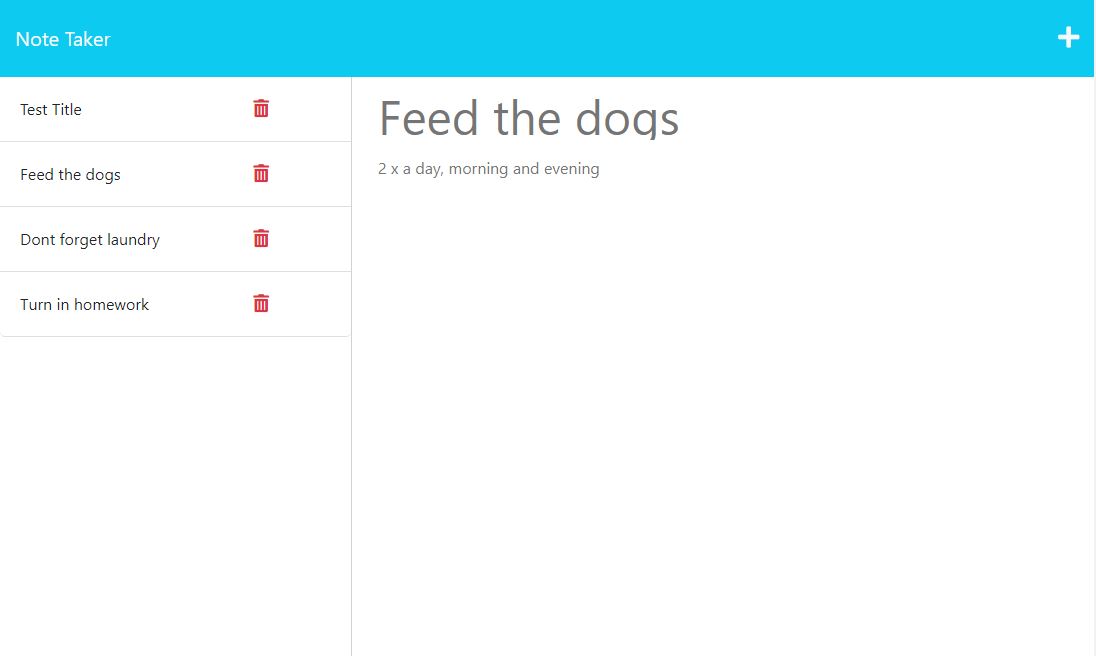 Note Taker
Test Title
Feed the dogs
Dont forget laundry
Turn in homework
Feed the dogs
2 x a day, morning and evening